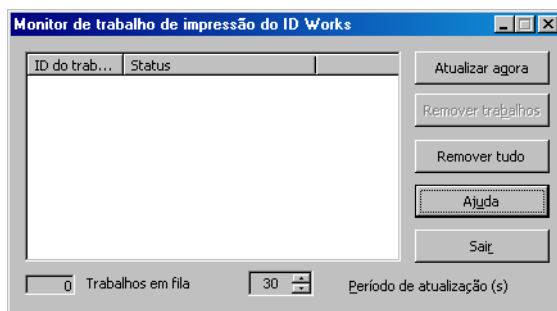 Monitor de trabalho de impressão do ID Works
ID do trab... Status
Atualizar agora
Remover trabalhos
Remover tudo
Ajuda
Sair
0 Trabalhos em fila 30 Período de atualização (s)